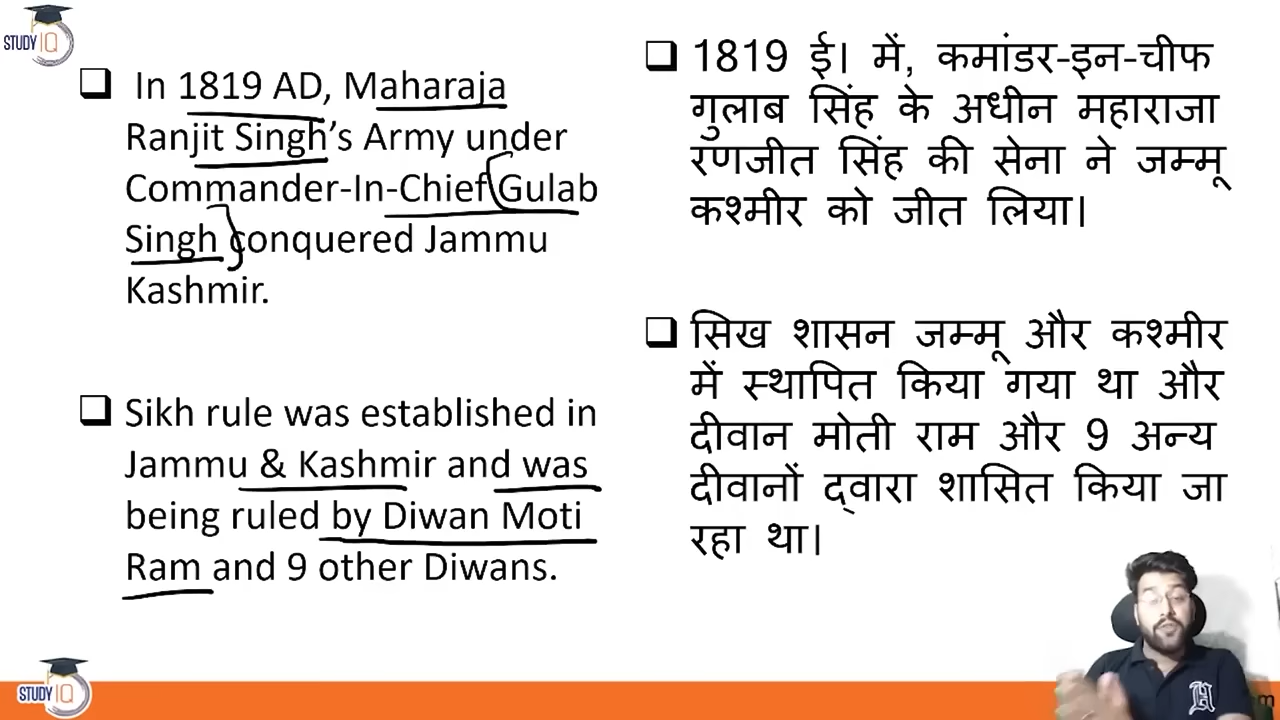 STUDY IQ
In 1819 AD, Maharaja
Ranjit Singh's Army under
Commander-In-Chief Gulab
Singh conquered Jammu
Kashmir.
Sikh rule was established in
Jammu & Kashmir and was
being ruled by Diwan Moti
Ram and 9 other Diwans.
1819 ई। में, कमांडर-इन-चीफ
गुलाब सिंह के अधीन महाराजा
रणजीत सिंह की सेना ने जम्मू
कश्मीर को जीत लिया।
सिख शासन जम्मू और कश्मीर
में स्थापित किया गया था और
दीवान मोती राम और 9 अन्य
दीवानों द्वारा शासित किया जा
रहा था।
STUDY IQ